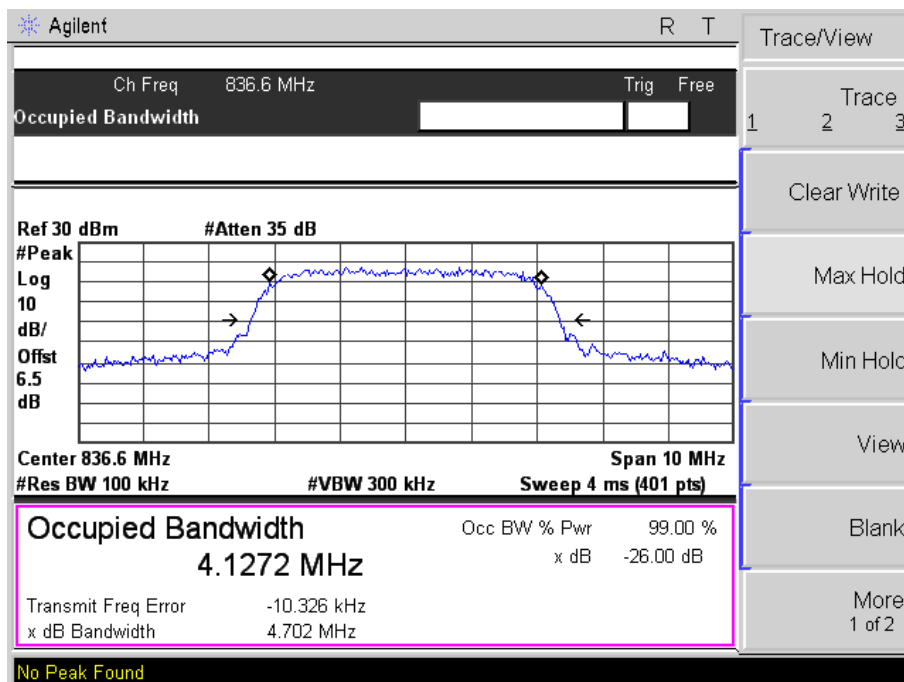 Agilent R T
Trace/View
Ch Freq 836.6 MHz Trig Free
Occupied Bandwidth
Trace
1 2 3
Clear Write
Ref 30 dBm #Atten 35 dB
#Peak
Log
10
dB/
Offst
6.5
dB
Max Hold
Min Hold
View
Center 836.6 MHz Span 10 MHz
#Res BW 100 kHz #VBW 300 kHz Sweep 4 ms (401 pts)
Occupied Bandwidth Occ BW % Pwr 99.00 %
4.1272 MHz x dB -26.00 dB
Blank
Transmit Freq Error -10.326 kHz
x dB Bandwidth 4.702 MHz
More
1 of 2
No Peak Found